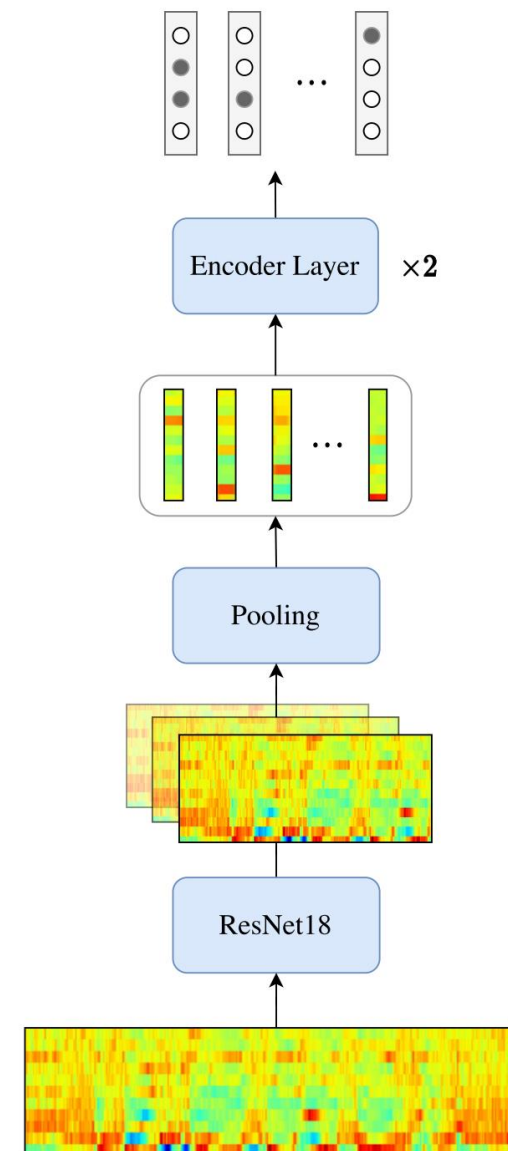 ...
Encoder Layer ×2
...
Pooling
ResNet18